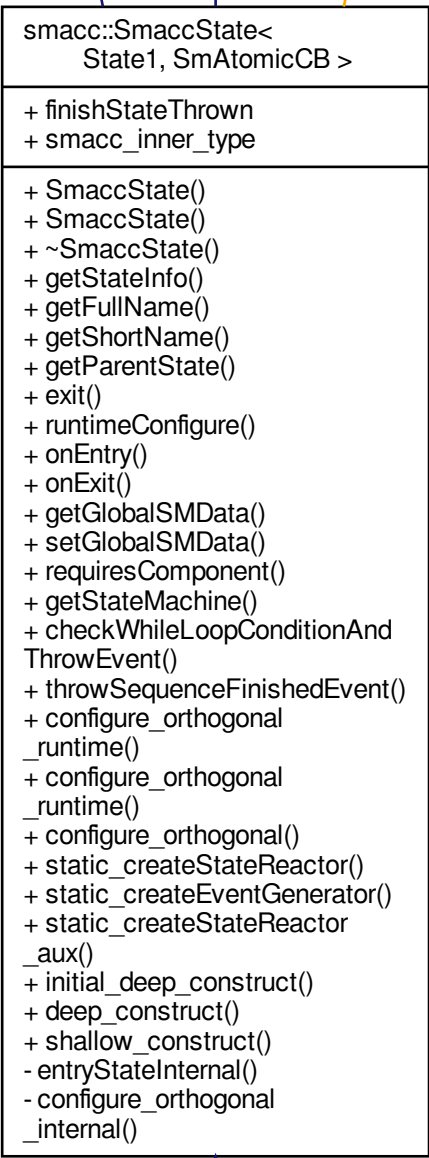 smacc::SmaccState<
State1, SmAtomicCB >
+ finishStateThrown
+ smacc_inner_type
+ SmaccState()
+ SmaccState()
+ ~SmaccState()
+ getStateInfo()
+ getFullName()
+ getShortName()
+ getParentState()
+ exit()
+ runtimeConfigure()
+ onEntry()
+ onExit()
+ getGlobalSMData()
+ setGlobalSMData()
+ requiresComponent()
+ getStateMachine()
+ checkWhileLoopConditionAnd
ThrowEvent()
+ throwSequenceFinishedEvent()
+ configure_orthogonal
_runtime()
+ configure_orthogonal
_runtime()
+ configure_orthogonal()
+ static_createStateReactor()
+ static_createEventGenerator()
+ static_createStateReactor
_aux()
+ initial_deep_construct()
+ deep_construct()
+ shallow_construct()
- entryStateInternal()
- configure_orthogonal
_internal()